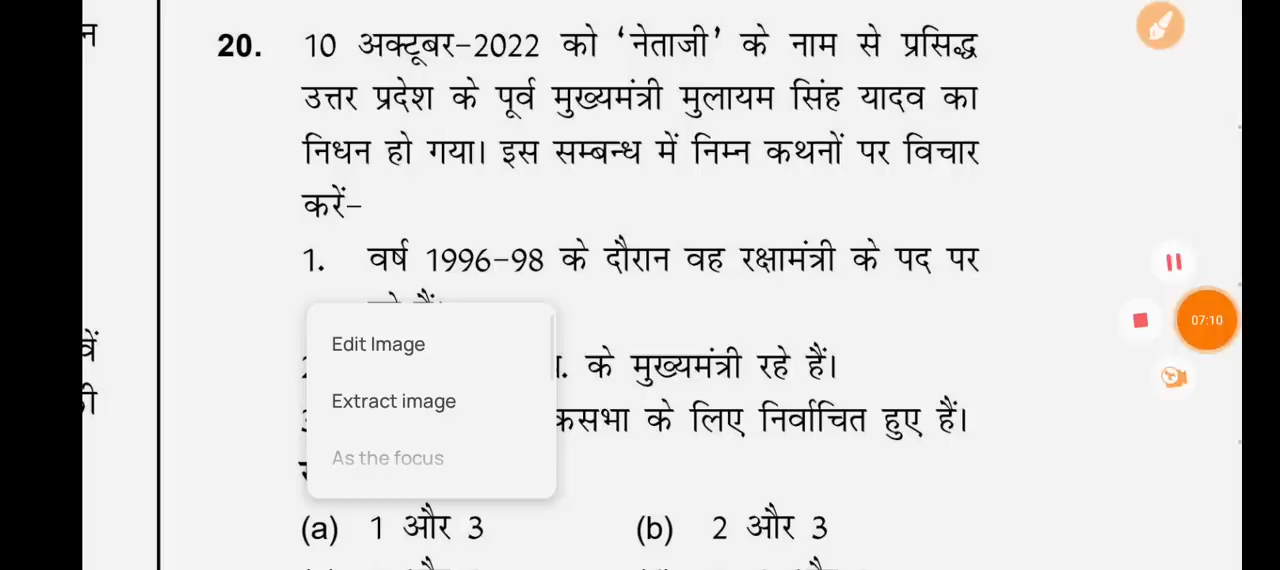 न
20. 10 अक्टूबर-2022 को 'नेताजी' के नाम से प्रसिद्ध
उत्तर प्रदेश के पूर्व मुख्यमंत्री मुलायम सिंह यादव का
निधन हो गया। इस सम्बन्ध में निम्न कथनों पर विचार
करें-
1. वर्ष 1996-98 के दौरान वह रक्षामंत्री के पद पर
Edit Image
वें
के मुख्यमंत्री रहे हैं।
Extract image
की
के लिए निर्वाचित हुए हैं।
As the focus
(a) 1 और 3 (b) 2 और 3
07:10